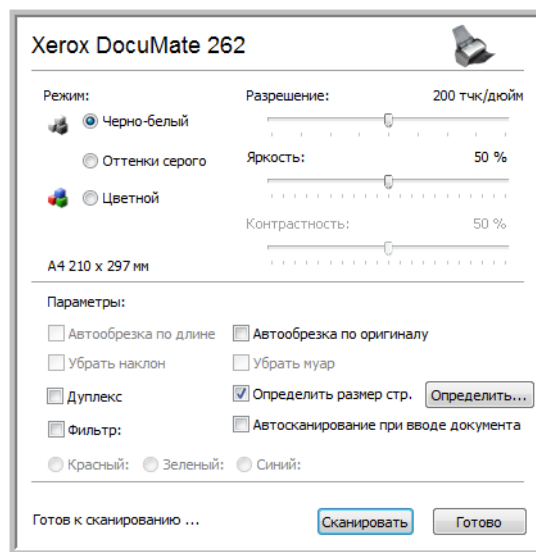 Xerox DocuMate 262
Режим: Разрешение: 200 тчк/дюйм
Черно-белый
Оттенки серого Яркость: 50 %
Цветной
Контрастность: 50 %
A4 210 x 297 мм
Параметры:
Автообрезка по длине Автообрезка по оригиналу
Убрать наклон Убрать муар
Дуплекс Определить размер стр. Определить...
Фильтр: Автосканирование при вводе документа
Красный: Зеленый: Синий:
Готов к сканированию ... Сканировать Готово